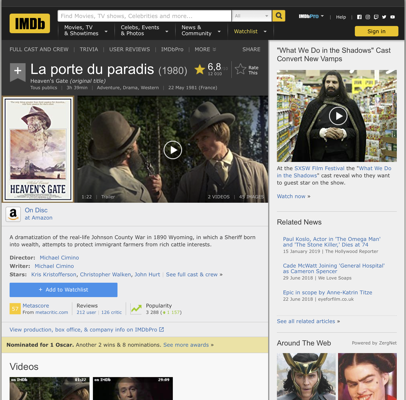 IMDb
Find Movies, TV shows, Celebrities and more...
All
IMDbPro
Help
Movies, TV & Showtimes
Celebs, Events & Photos
News & Community
Watchlist
Sign in
FULL CAST AND CREW | TRIVIA | USER REVIEWS | IMDbPro | MORE
SHARE
La porte du paradis (1980)
Heaven's Gate (original title)
Tous publics | 3h 39min | Adventure, Drama, Western | 22 May 1981 (France)
6,8
Rate This
HEAVEN'S GATE
1:22 | Trailer
2 VIDEOS | 47 IMAGES
On Disc
at Amazon
A dramatization of the real-life Johnson County War in 1890 Wyoming, in which a Sheriff born
into wealth, attempts to protect immigrant farmers from rich cattle interests.
Director: Michael Cimino
Writer: Michael Cimino
Stars: Kris Kristofferson, Christopher Walken, John Hurt | See full cast & crew »
+ Add to Watchlist
Metascore
From metacritic.com
Reviews
212 user | 126 critic
Popularity
3 288
View production, box office, & company info on IMDbPro
Nominated for 1 Oscar. Another 2 wins & 8 nominations. See more awards »
Videos
"What We Do in the Shadows" Cast
Convert New Vamps
At the SXSW Film Festival the "What We Do
in the Shadows" cast reveal who they want
to guest star on the show.
Watch now »
Related News
Paul Koslo, Actor in 'The Omega Man'
and 'The Stone Killer,' Dies at 74
15 January 2019 | The Hollywood Reporter
Cade McWatt Joining 'General Hospital'
as Cameron Spencer
29 June 2018 | We Love Soaps
Epic in scope by Anne-Katrin Titze
22 June 2018 | eyeforfilm.co.uk
See all related articles »
Around The Web
Powered by ZergNet